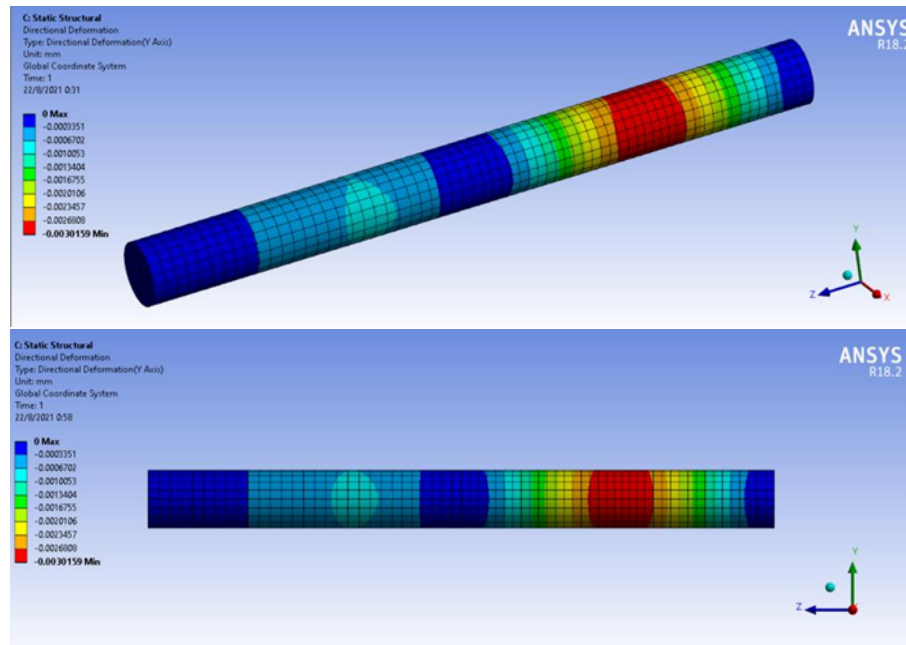 C: Static Structural
Directional Deformation
Type: Directional Deformation(Y Axis)
Unit: mm
Global Coordinate System
Time: 1
22/8/2021 0:31
0 Max
-0.0003351
-0.0006702
-0.0010053
-0.0013404
-0.0016755
-0.0020106
-0.0023457
-0.0026808
-0.0030159 Min
ANSYS
R18.2
Y
Z
X
C: Static Structural
Directional Deformation
Type: Directional Deformation(Y Axis)
Unit: mm
Global Coordinate System
Time: 1
22/8/2021 0:58
0 Max
-0.0003351
-0.0006702
-0.0010053
-0.0013404
-0.0016755
-0.0020106
-0.0023457
-0.0026808
-0.0030159 Min
ANSYS
R18.2
Y
Z